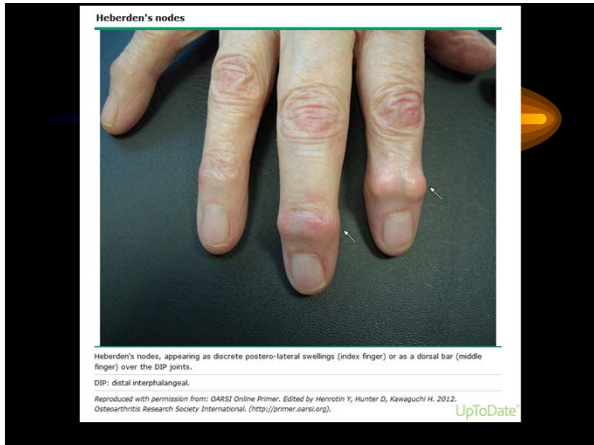 Heberden's nodes
Heberden's nodes, appearing as discrete postero-lateral swellings (index finger) or as a dorsal bar (middle
finger) over the DIP joints.
DIP: distal interphalangeal.
Reproduced with permission from: OARSI Online Primer. Edited by Henrotin Y, Hunter D, Kawaguchi H. 2012.
Osteoarthritis Research Society International. (http://primer.oarsi.org).
UpToDate®